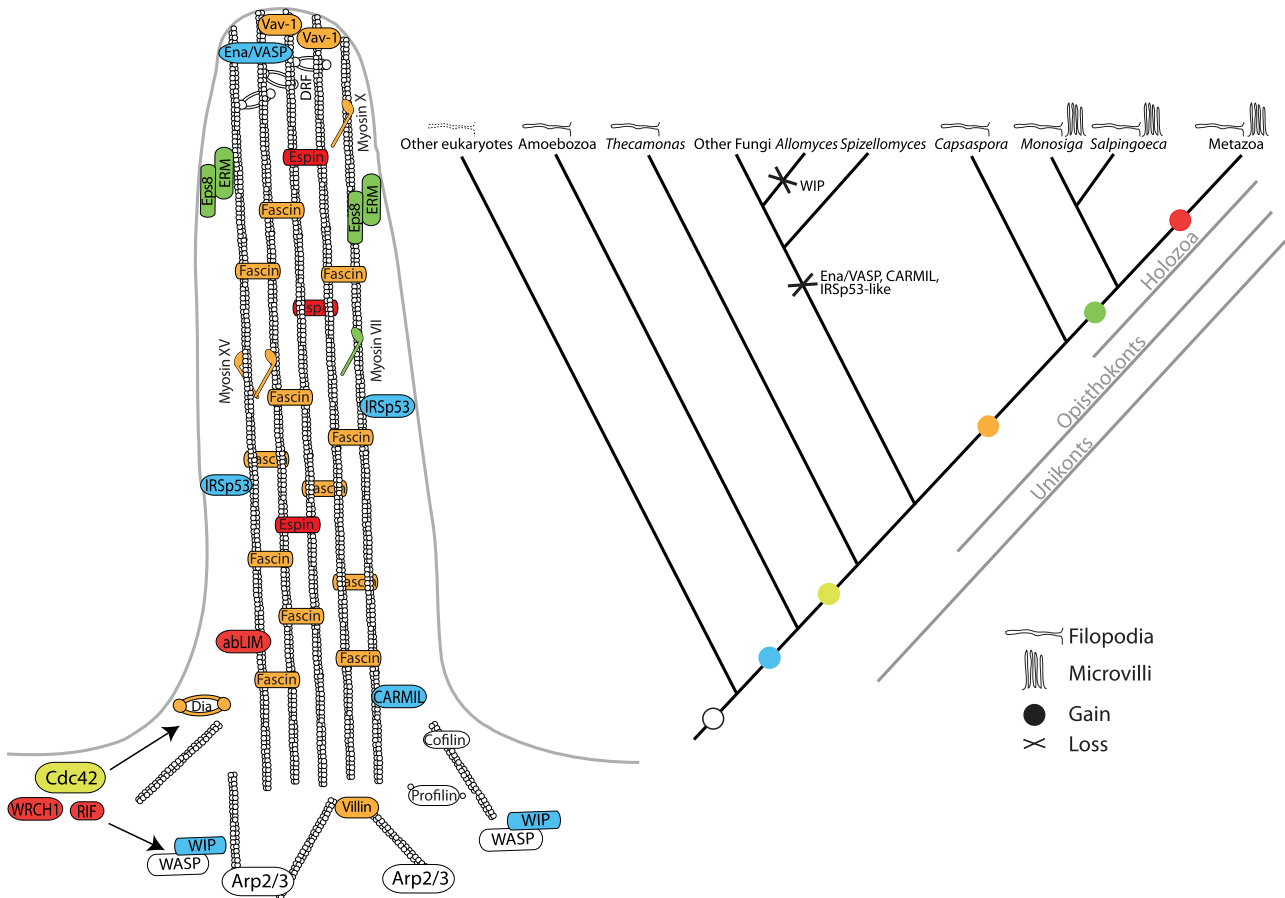 Vav-1
Vav-1
Ena/VASP
DRF
Myosin X
Espin
Eps8
ERM
Eps8
ERM
Fascin
Fascin
Fascin
Espin
Myosin XV
Myosin VII
Fascin
IRSp53
Fascin
Fascin
IRSp53
Fascin
Espin
Fascin
Fascin
Fascin
abLIM
Fascin
Fascin
CARMIL
Dia
Cofilin
Cdc42
WRCH1
RIF
Profilin
Villin
WIP
WASP
WIP
WASP
Arp2/3
Arp2/3
Other eukaryotes
Amoebozoa
Thecamonas
Other Fungi
Allomyces
Spizellomyces
Capsaspora
Monosiga
Salpingoeca
Metazoa
WIP
Ena/VASP, CARMIL,
IRSp53-like
Holozoa
Opisthokonts
Unikonts
Filopodia
Microvilli
Gain
Loss